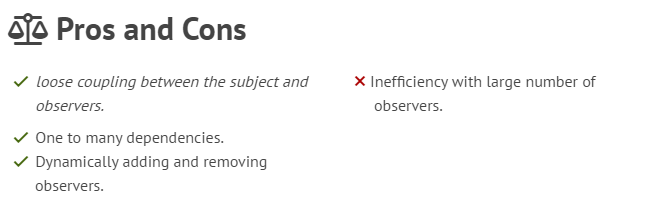 Pros and Cons
loose coupling between the subject and
observers.
One to many dependencies.
Dynamically adding and removing
observers.
Inefficiency with large number of
observers.